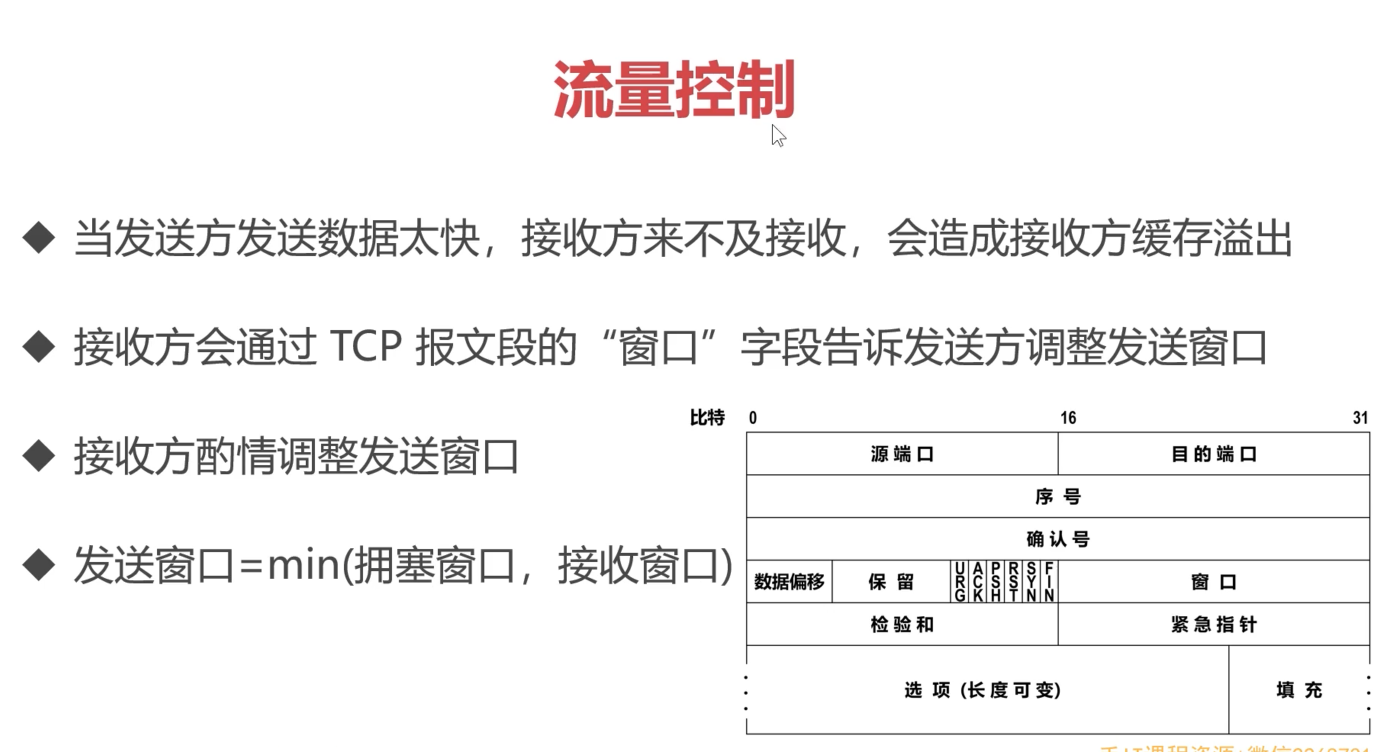 流量控制
当发送方发送数据太快，接收方来不及接收，会造成接收方缓存溢出
接收方会通过 TCP 报文段的“窗口”字段告诉发送方调整发送窗口
接收方酌情调整发送窗口
发送窗口=min(拥塞窗口，接收窗口)
比特 0 16 31
源端口 目的端口
序号
确认号
数据偏移 保留 URG ACK PSH RST SYN FIN 窗口
检验和 紧急指针
选项 (长度可变) 填充